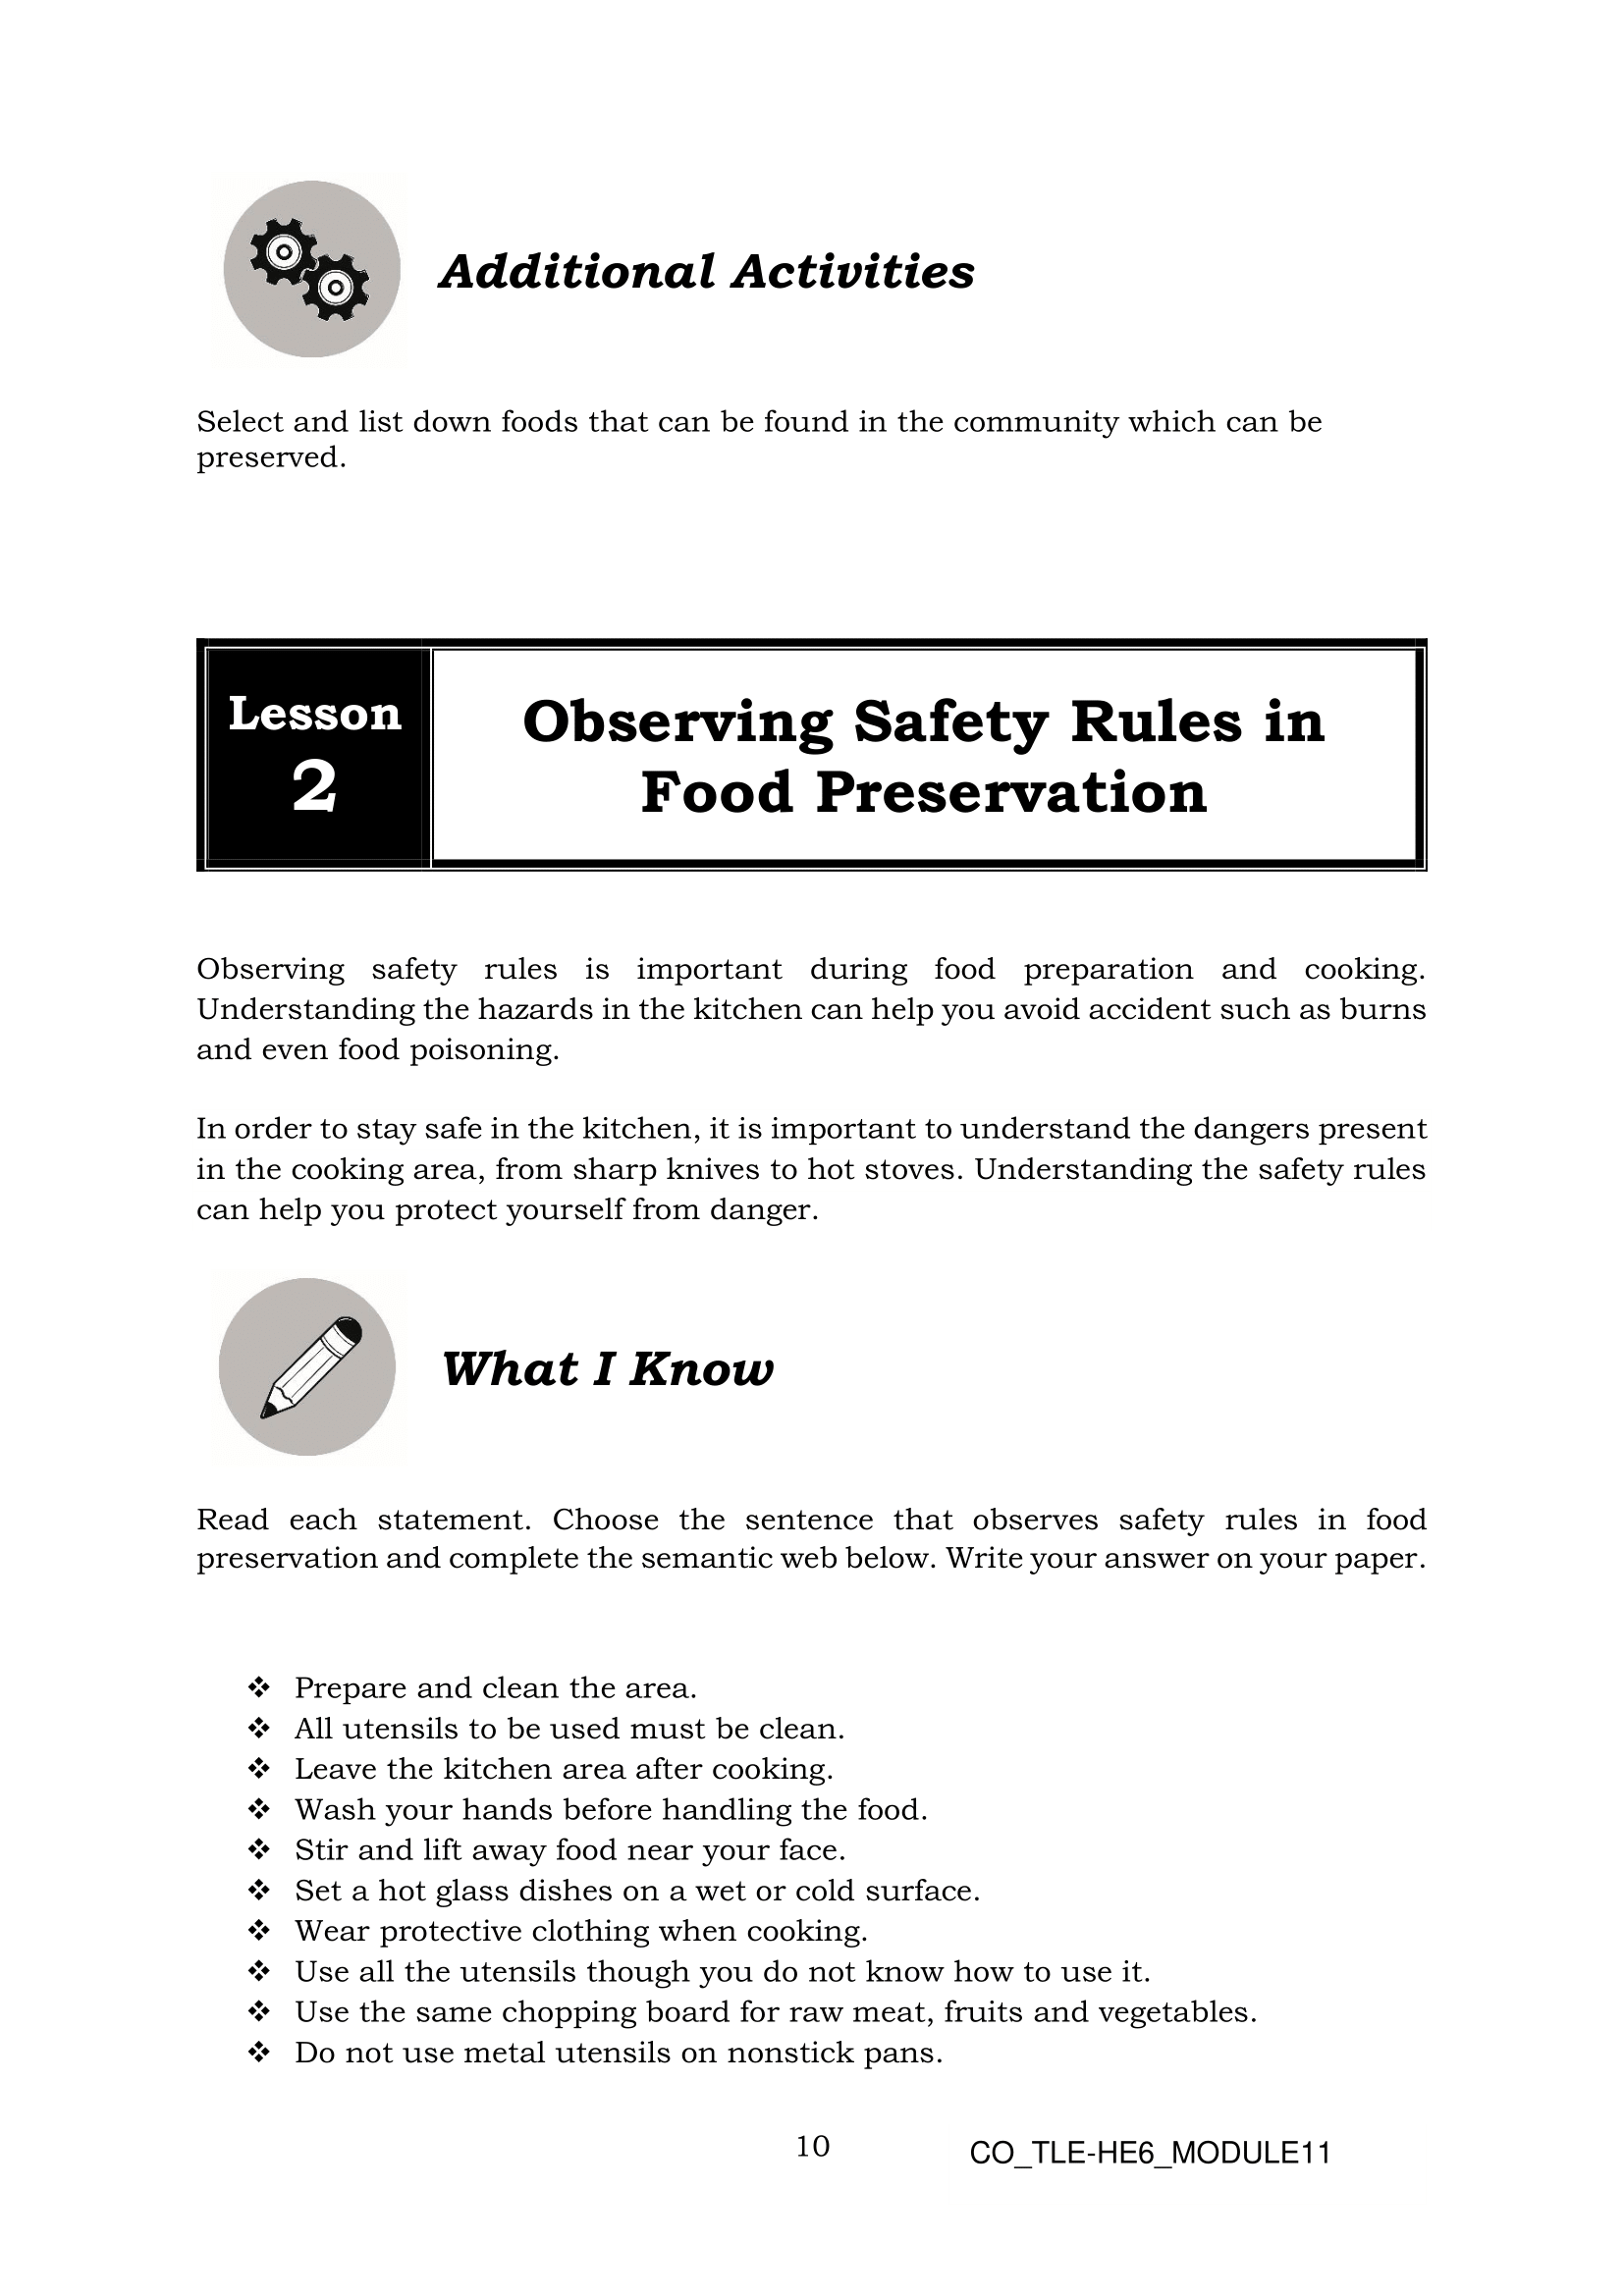 Additional Activities
Select and list down foods that can be found in the community which can be
preserved.
Lesson
2
Observing Safety Rules in
Food Preservation
Observing safety rules is important during food preparation and cooking.
Understanding the hazards in the kitchen can help you avoid accident such as burns
and even food poisoning.
In order to stay safe in the kitchen, it is important to understand the dangers present
in the cooking area, from sharp knives to hot stoves. Understanding the safety rules
can help you protect yourself from danger.
What I Know
Read each statement. Choose the sentence that observes safety rules in food
preservation and complete the semantic web below. Write your answer on your paper.
❖ Prepare and clean the area.
❖ All utensils to be used must be clean.
❖ Leave the kitchen area after cooking.
❖ Wash your hands before handling the food.
❖ Stir and lift away food near your face.
❖ Set a hot glass dishes on a wet or cold surface.
❖ Wear protective clothing when cooking.
❖ Use all the utensils though you do not know how to use it.
❖ Use the same chopping board for raw meat, fruits and vegetables.
❖ Do not use metal utensils on nonstick pans.
10
CO_TLE-HE6_MODULE11